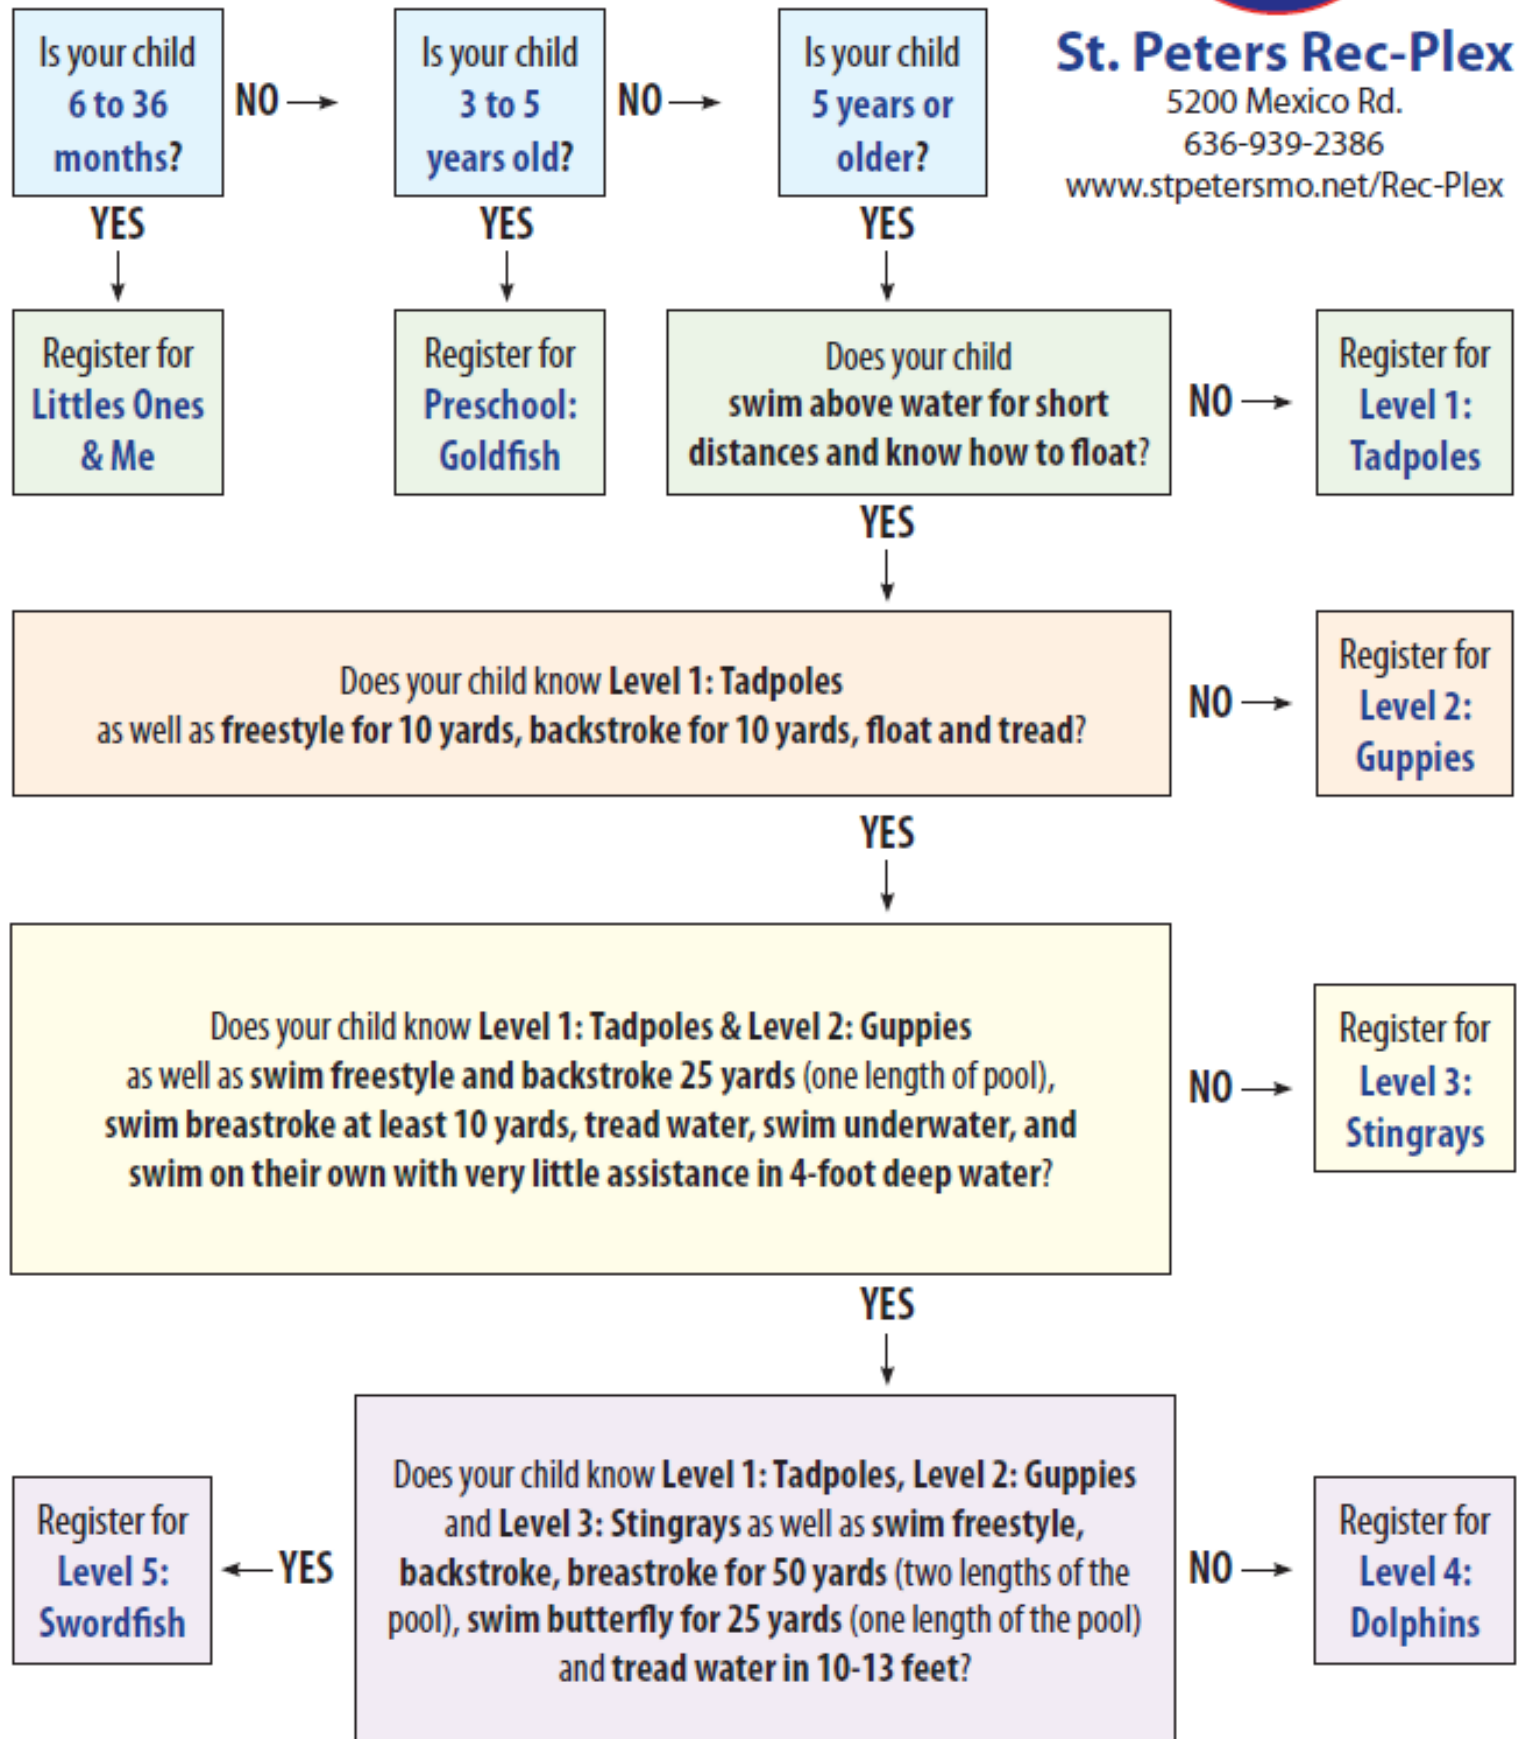 Is your child
6 to 36
months?
NO
Is your child
3 to 5
years old?
NO
Is your child
5 years or
older?
St. Peters Rec-Plex
5200 Mexico Rd.
636-939-2386
www.stpetersmo.net/Rec-Plex
YES
YES
YES
Register for
Littles Ones
& Me
Register for
Preschool:
Goldfish
Does your child
swim above water for short
distances and know how to float?
NO
Register for
Level 1:
Tadpoles
YES
Does your child know Level 1: Tadpoles
as well as freestyle for 10 yards, backstroke for 10 yards, float and tread?
NO
Register for
Level 2:
Guppies
YES
Does your child know Level 1: Tadpoles & Level 2: Guppies
as well as swim freestyle and backstroke 25 yards (one length of pool),
swim breastroke at least 10 yards, tread water, swim underwater, and
swim on their own with very little assistance in 4-foot deep water?
NO
Register for
Level 3:
Stingrays
YES
Register for
Level 5:
Swordfish
YES
Does your child know Level 1: Tadpoles, Level 2: Guppies
and Level 3: Stingrays as well as swim freestyle,
backstroke, breastroke for 50 yards (two lengths of the
pool), swim butterfly for 25 yards (one length of the pool)
and tread water in 10-13 feet?
NO
Register for
Level 4:
Dolphins